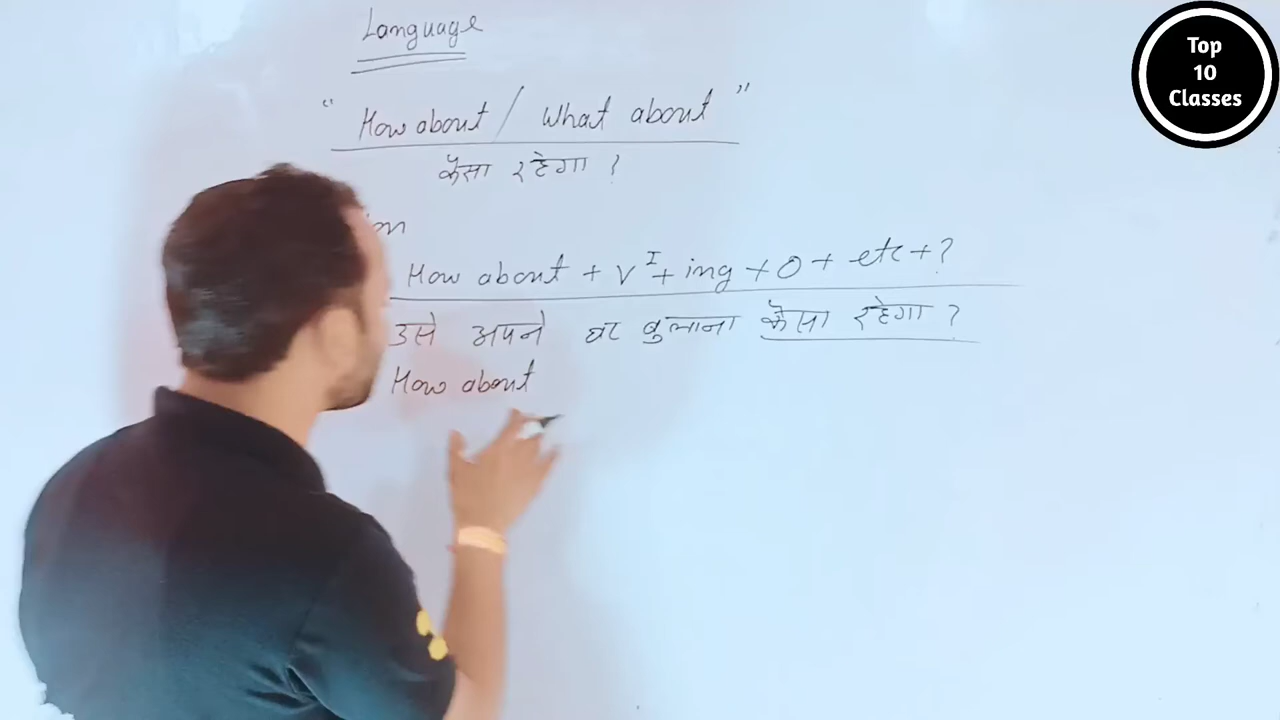 Language
" How about / What about "
कैसा रहेगा ?
How about + V I + ing + O + etc + ?
उसे अपने घर बुलाना कैसा रहेगा ?
How about
Top
10
Classes